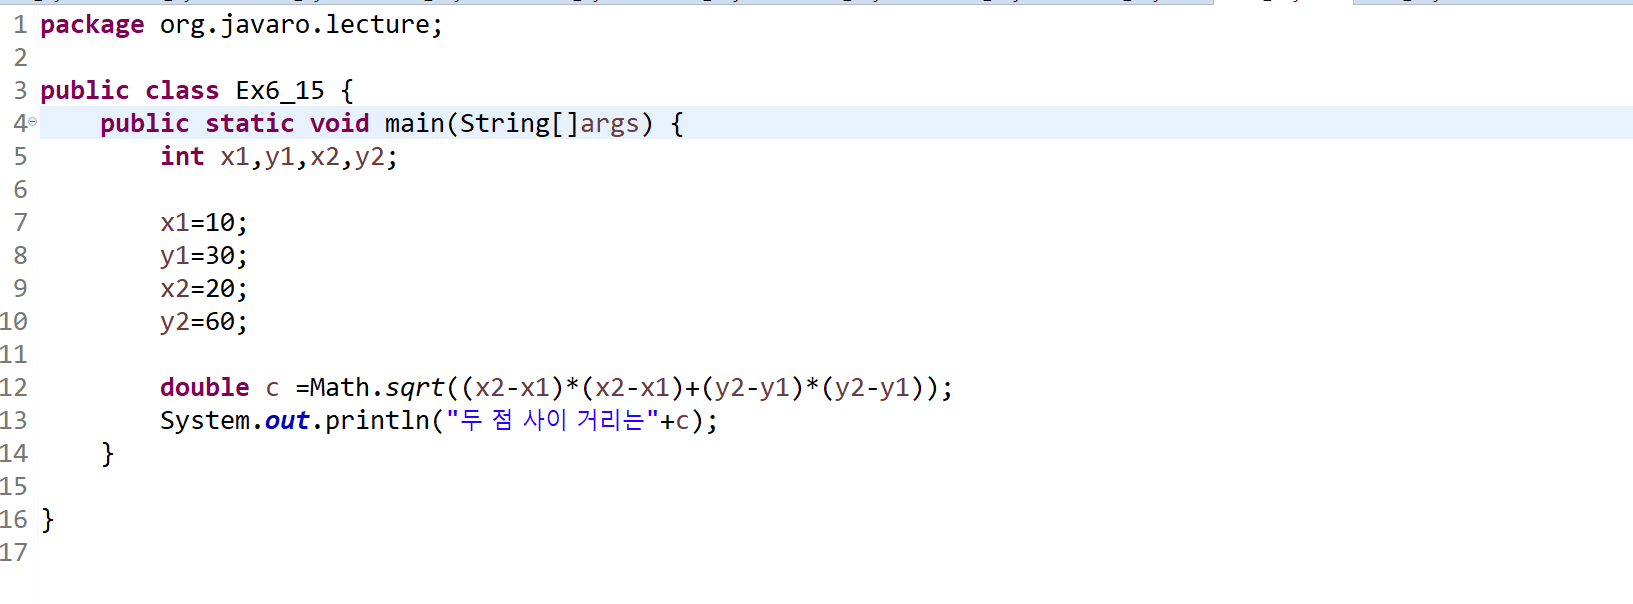 1 package org.javaro.lecture;
2
3 public class Ex6_15 {
4 public static void main(String[]args) {
5 int x1,y1,x2,y2;
6
7 x1=10;
8 y1=30;
9 x2=20;
10 y2=60;
11
12 double c =Math.sqrt((x2-x1)*(x2-x1)+(y2-y1)*(y2-y1));
13 System.out.println("두 점 사이 거리는"+c);
14 }
15
16 }
17